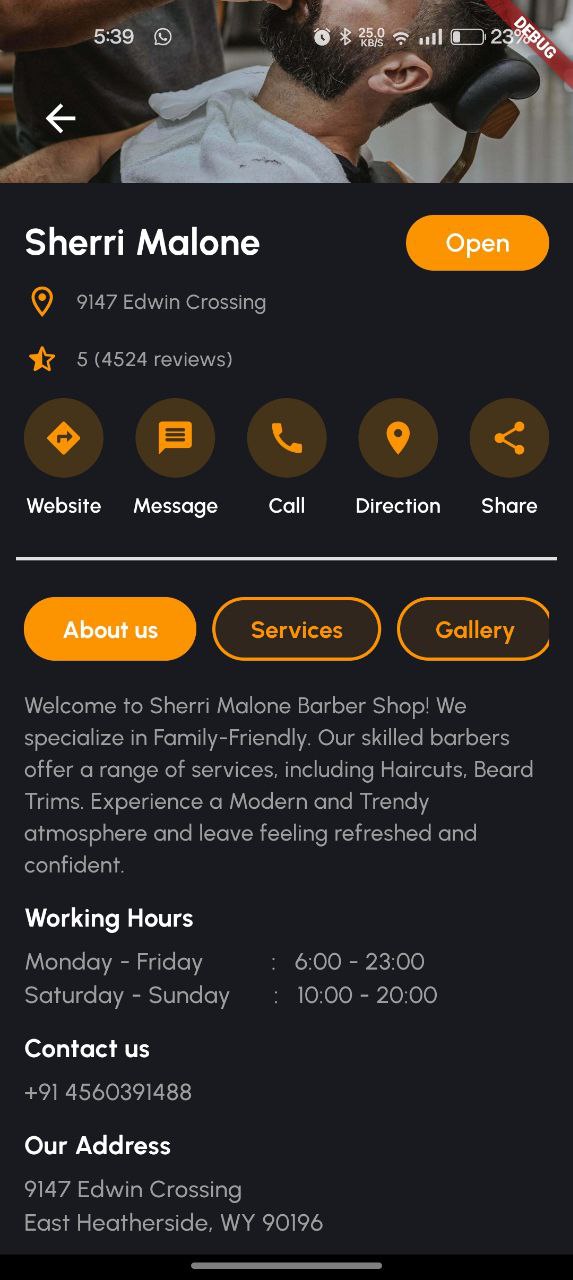 5:39
25.0
KB/S
23%
DEBUG
Sherri Malone
Open
9147 Edwin Crossing
5 (4524 reviews)
Website Message Call Direction Share
About us Services Gallery
Welcome to Sherri Malone Barber Shop! We
specialize in Family-Friendly. Our skilled barbers
offer a range of services, including Haircuts, Beard
Trims. Experience a Modern and Trendy
atmosphere and leave feeling refreshed and
confident.
Working Hours
Monday - Friday : 6:00 - 23:00
Saturday - Sunday : 10:00 - 20:00
Contact us
+91 4560391488
Our Address
9147 Edwin Crossing
East Heatherside, WY 90196